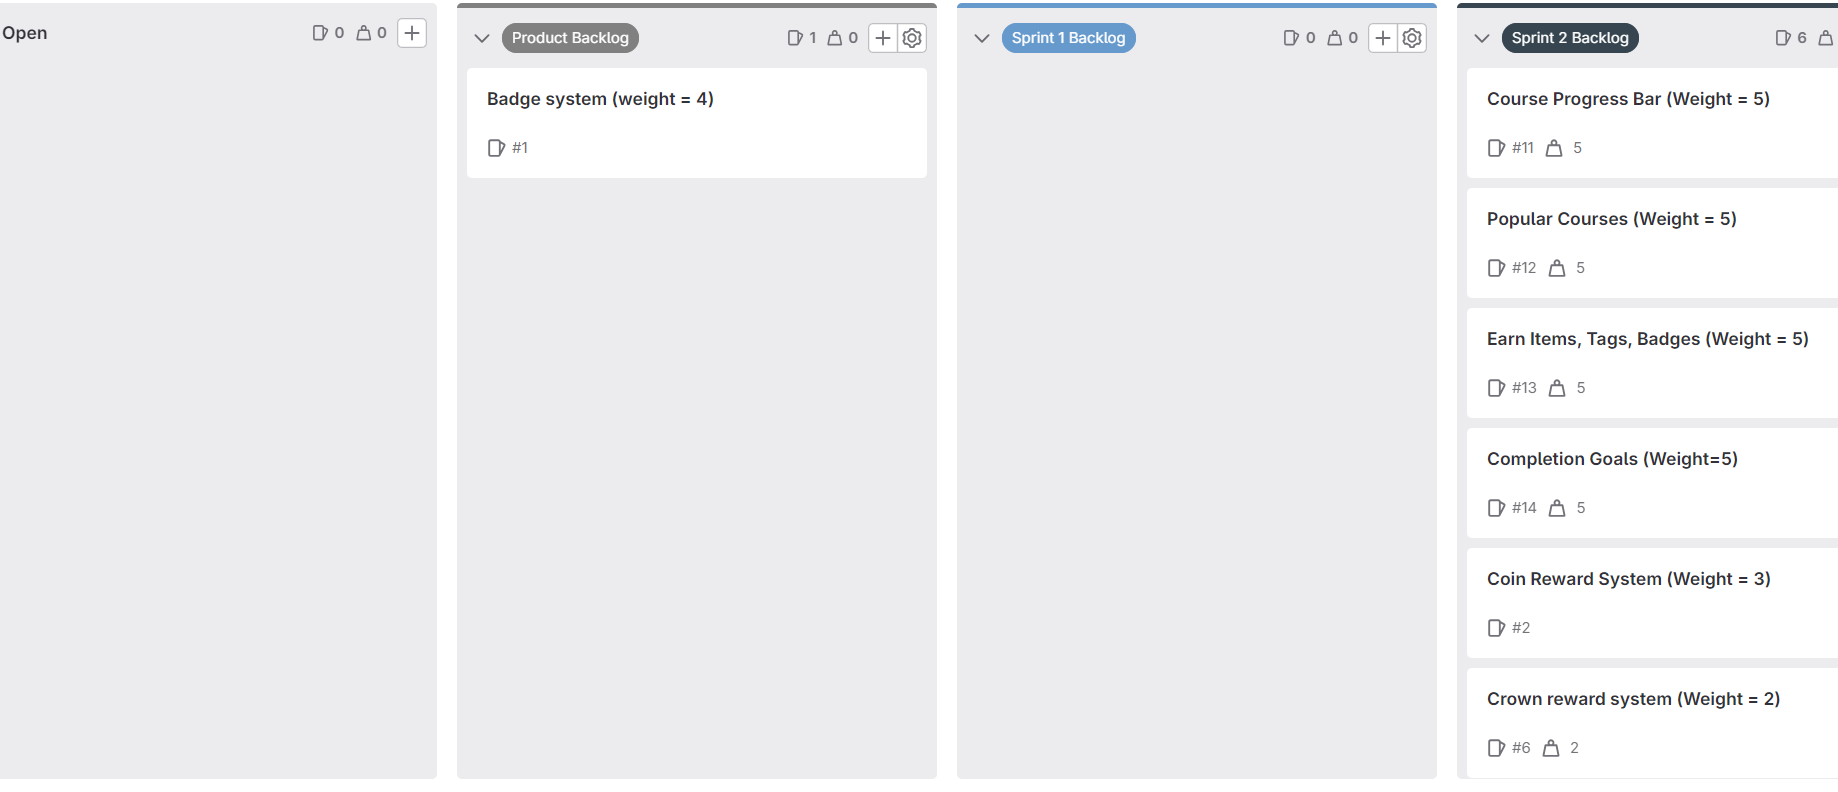 Open 0 0
Product Backlog 1 0
Badge system (weight = 4)
#1
Sprint 1 Backlog 0 0
Sprint 2 Backlog 6
Course Progress Bar (Weight = 5)
#11 5
Popular Courses (Weight = 5)
#12 5
Earn Items, Tags, Badges (Weight = 5)
#13 5
Completion Goals (Weight=5)
#14 5
Coin Reward System (Weight = 3)
#2
Crown reward system (Weight = 2)
#6 2